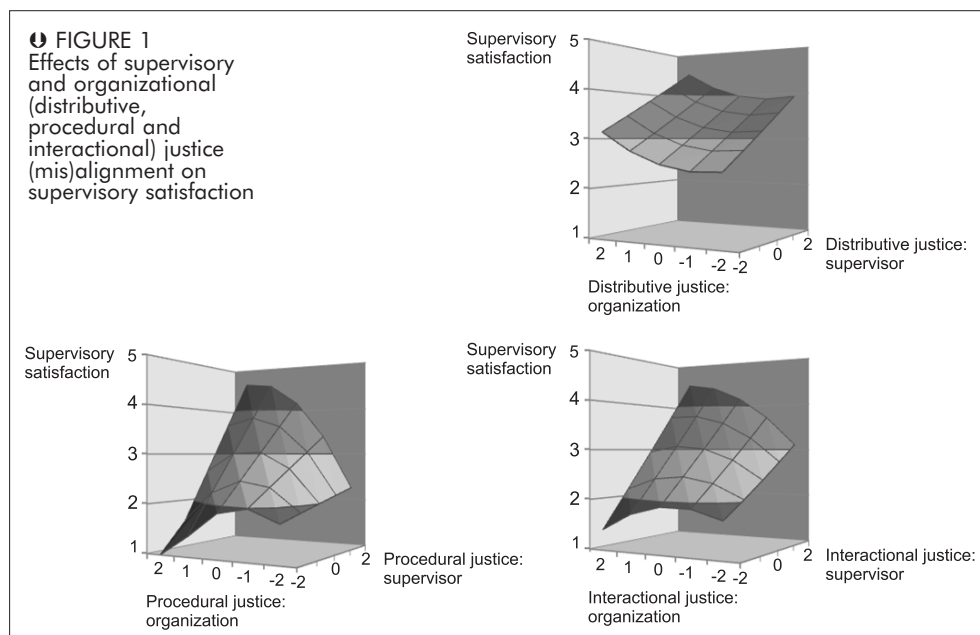 FIGURE 1
Effects of supervisory
and organizational
(distributive,
procedural and
interactional) justice
(mis)alignment on
supervisory satisfaction
Supervisory
satisfaction
5
4
3
2
1
2 1 0 -1 -2 -2 0 2
Distributive justice:
supervisor
Distributive justice:
organization
Supervisory
satisfaction
5
4
3
2
1
2 1 0 -1 -2 -2 0 2
Procedural justice:
supervisor
Procedural justice:
organization
Supervisory
satisfaction
5
4
3
2
1
2 1 0 -1 -2 -2 0 2
Interactional justice:
supervisor
Interactional justice:
organization